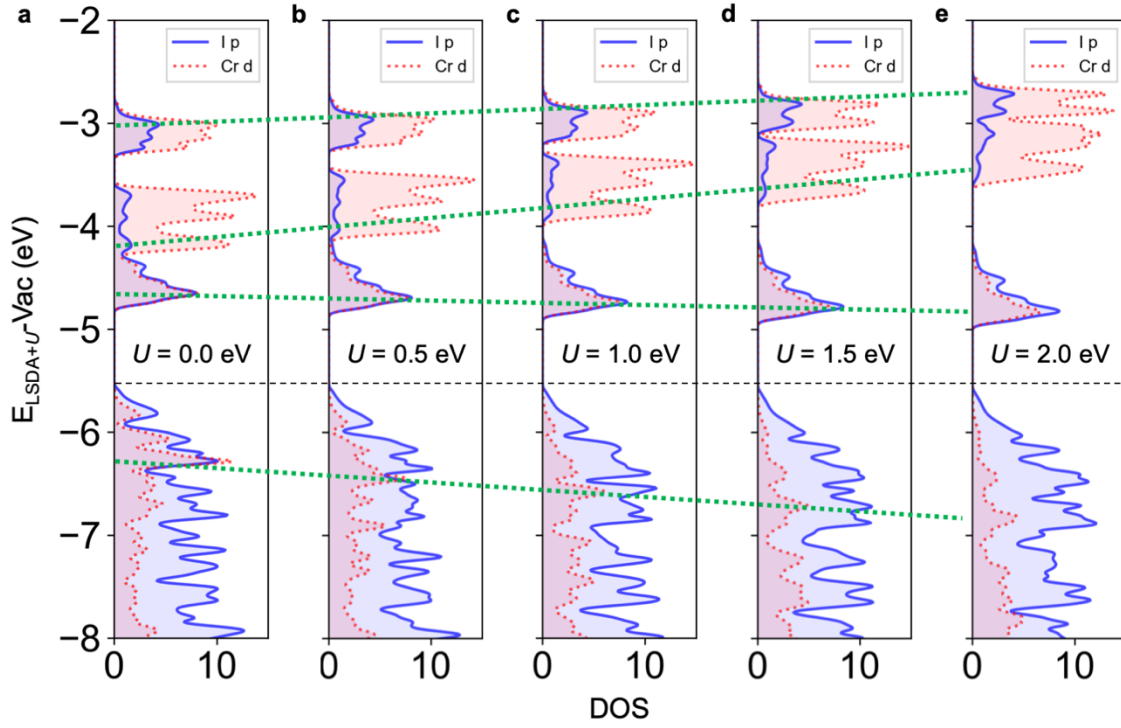 a
b
c
d
e
E_LSDA+U-Vac (eV)
−2
−3
−4
−5
−6
−7
−8
I p
Cr d
I p
Cr d
I p
Cr d
I p
Cr d
I p
Cr d
U = 0.0 eV
U = 0.5 eV
U = 1.0 eV
U = 1.5 eV
U = 2.0 eV
0 10
0 10
0 10
0 10
0 10
DOS